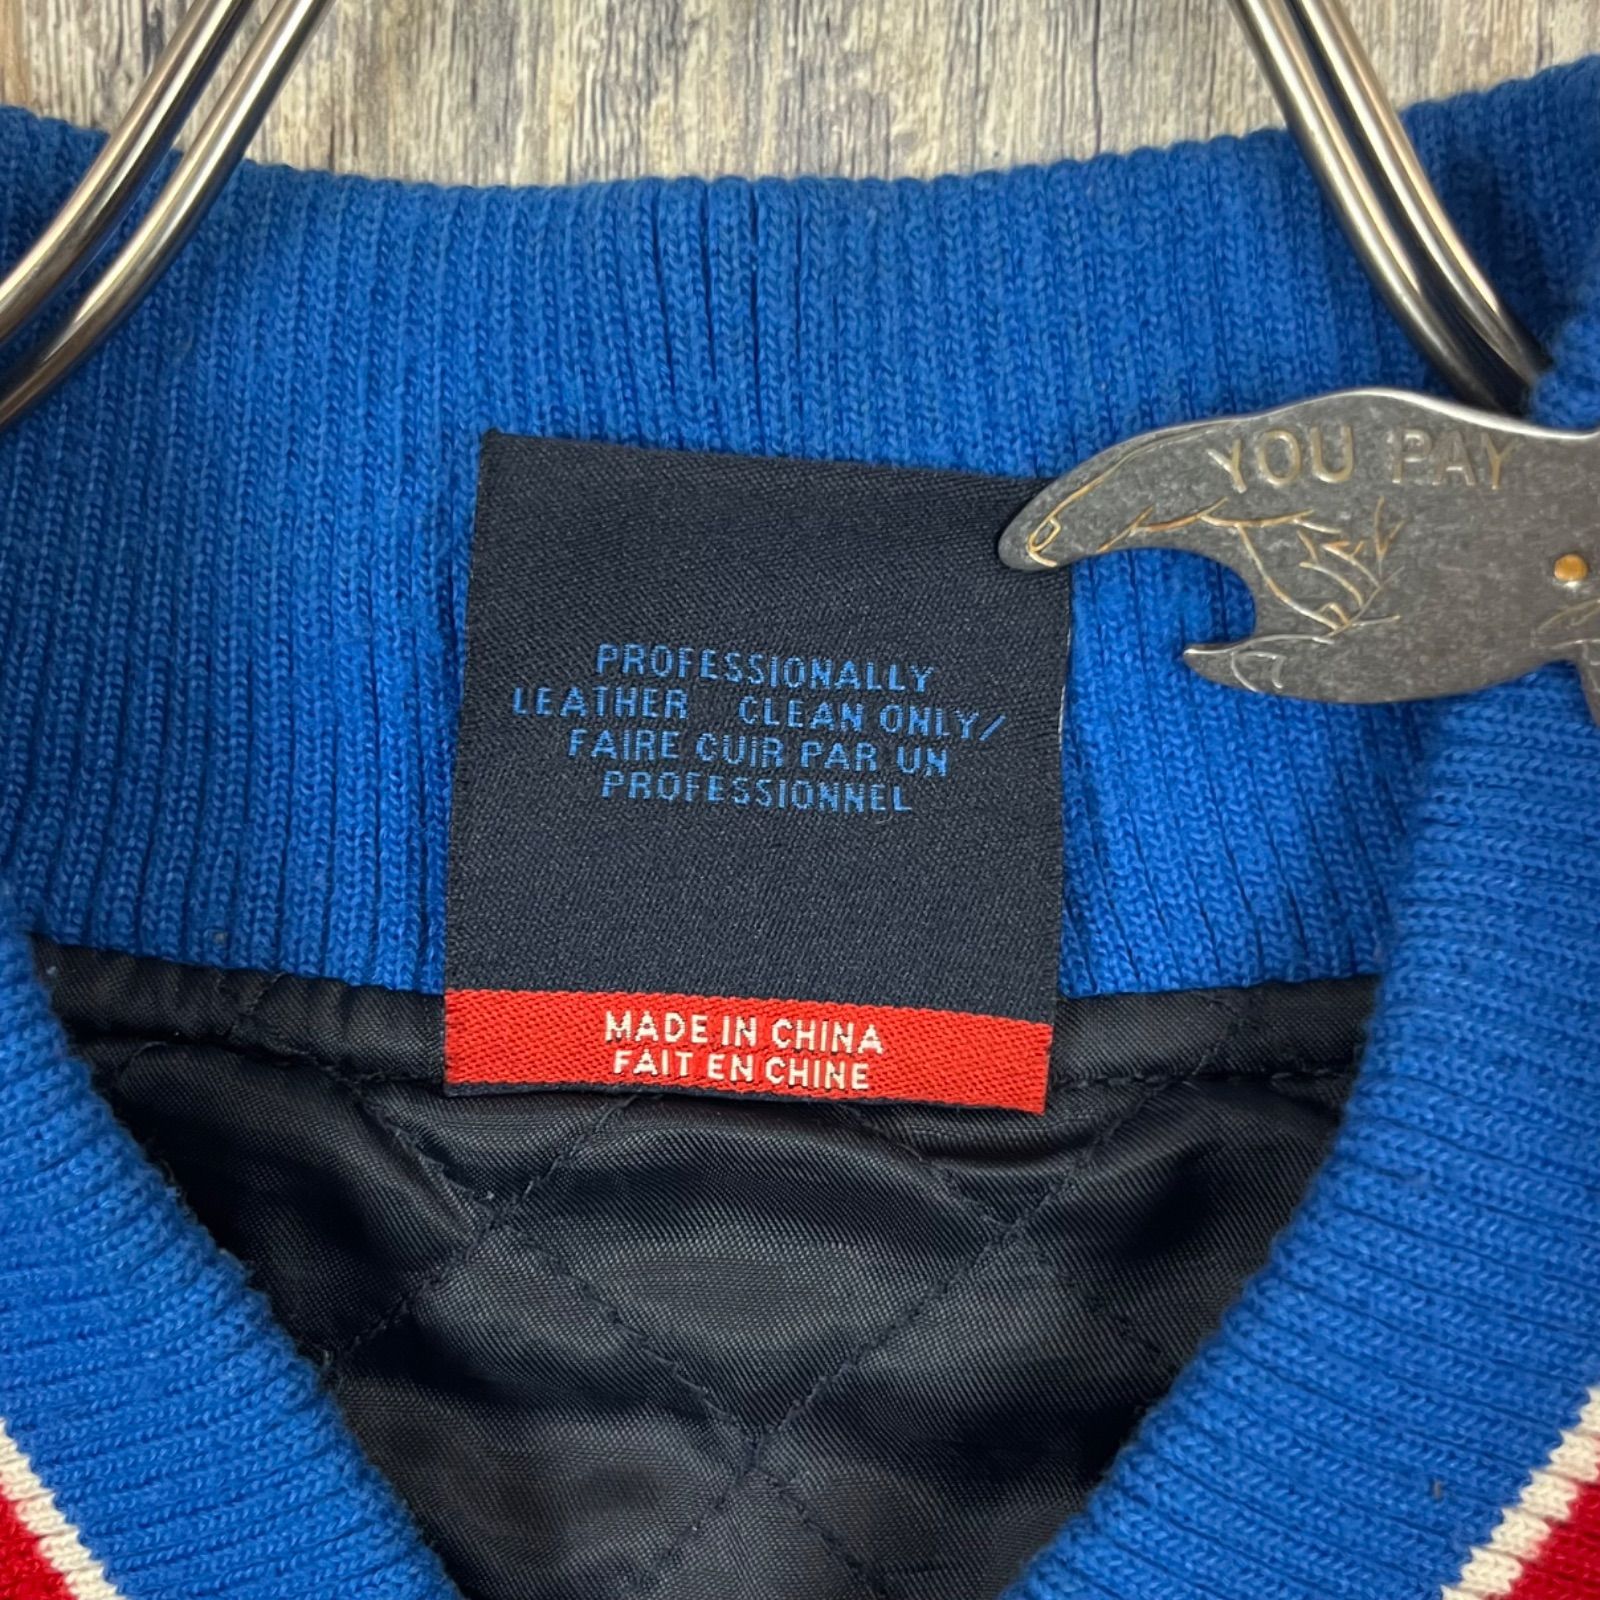 YOU PAY
PROFESSIONALLY
LEATHER CLEAN ONLY/
FAIRE CUIR PAR UN
PROFESSIONNEL
MADE IN CHINA
FAIT EN CHINE